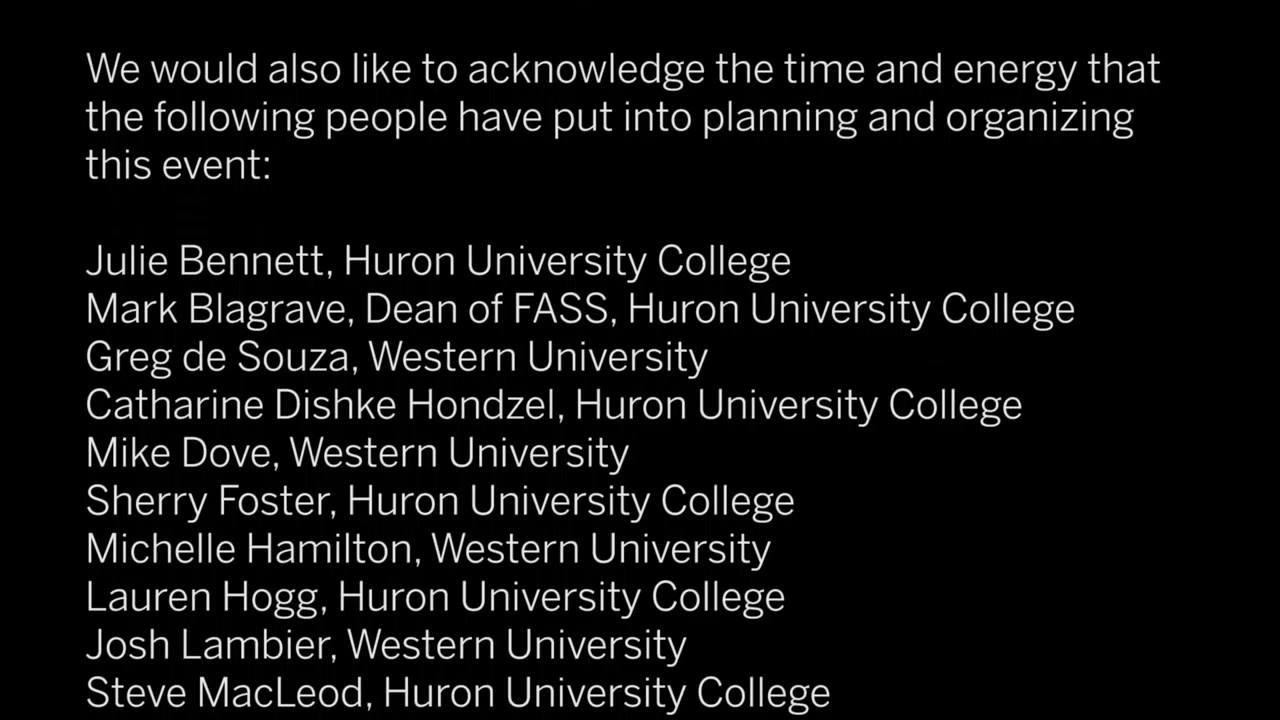 We would also like to acknowledge the time and energy that
the following people have put into planning and organizing
this event:
Julie Bennett, Huron University College
Mark Blagrave, Dean of FASS, Huron University College
Greg de Souza, Western University
Catharine Dishke Hondzel, Huron University College
Mike Dove, Western University
Sherry Foster, Huron University College
Michelle Hamilton, Western University
Lauren Hogg, Huron University College
Josh Lambier, Western University
Steve MacLeod, Huron University College